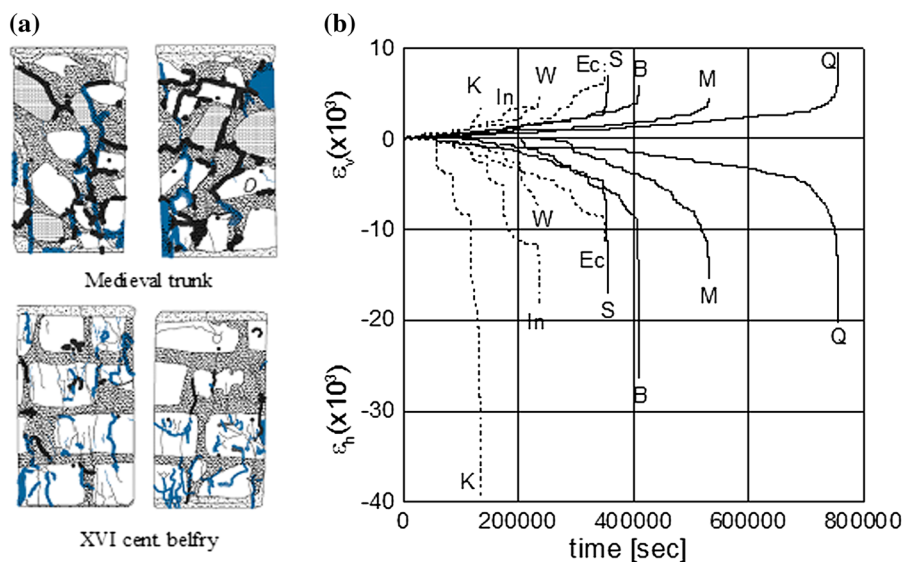 (a)
Medieval trunk
XVI cent. belfry
(b)
10
0
-10
-20
-30
-40
εv(x10³)
εh(x10³)
K
In
W
Ec
S
B
M
Q
W
Ec
In
S
M
Q
B
K
0
200000
400000
600000
800000
time [sec]